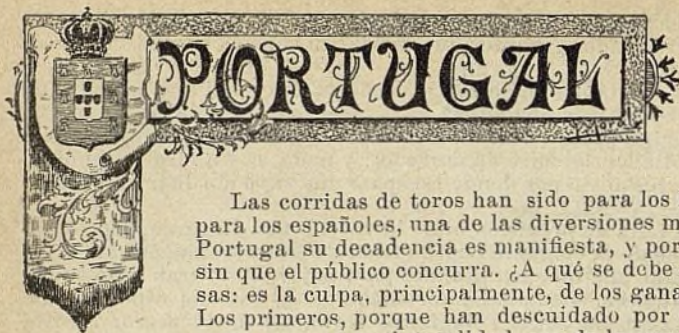 PORTUGAL
Las corridas de toros han sido para los
para los españoles, una de las diversiones m
Portugal su decadencia es manifiesta, y por
sin que el público concurra. ¿A qué se debe
sas: es la culpa, principalmente, de los gana
Los primeros, porque han descuidado por